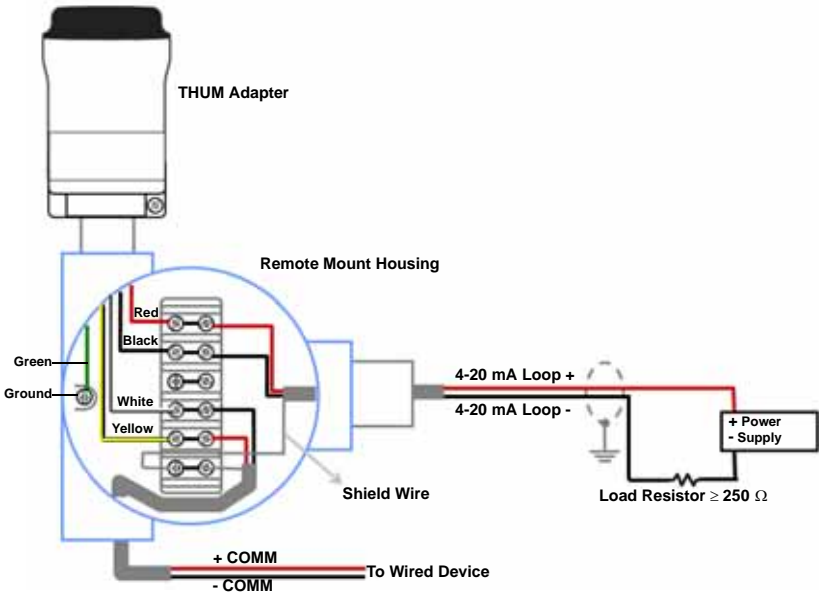 THUM Adapter
Remote Mount Housing
Red
Black
Green
Ground
White
Yellow
4-20 mA Loop +
4-20 mA Loop -
+ Power
- Supply
Shield Wire
Load Resistor ≥ 250 Ω
+ COMM
To Wired Device
- COMM